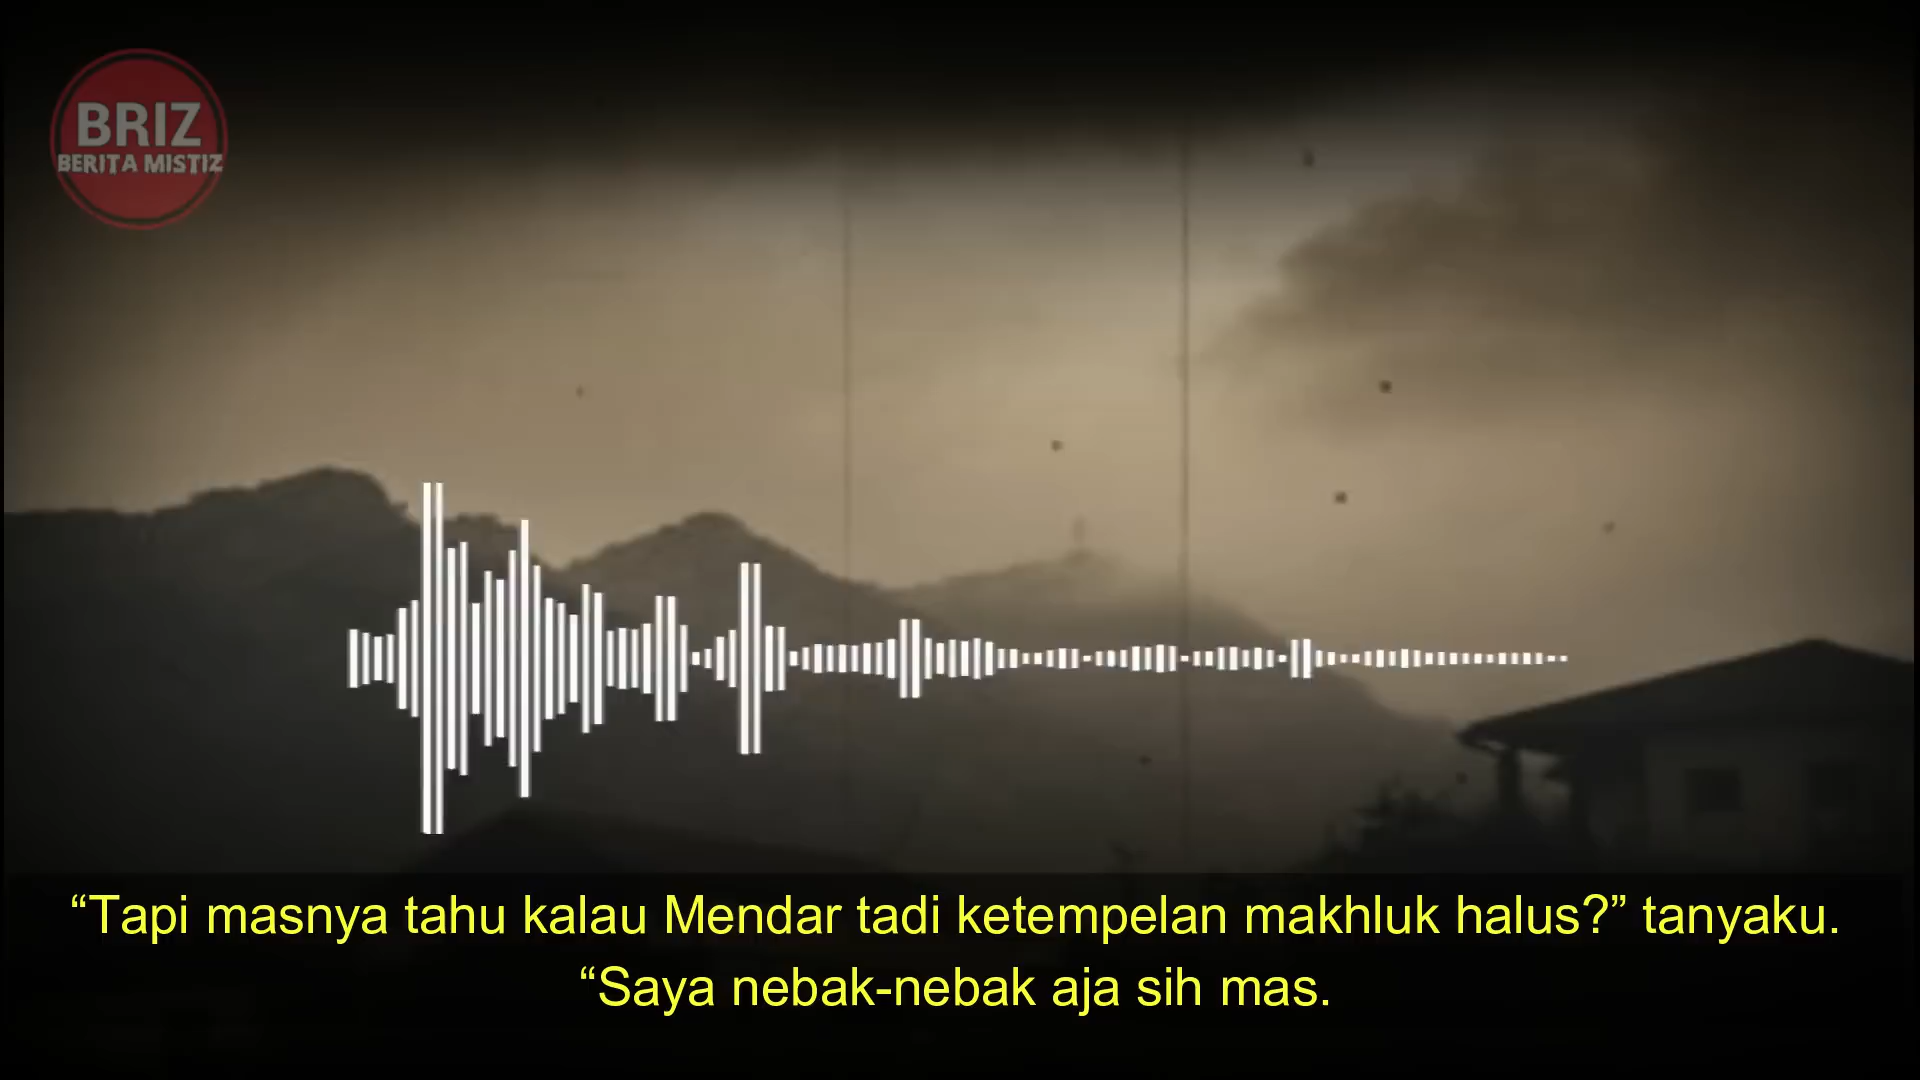 BRIZ
BERITA MISTIZ
“Tapi masnya tahu kalau Mendar tadi ketempelan makhluk halus?” tanyaku.
“Saya nebak-nebak aja sih mas.